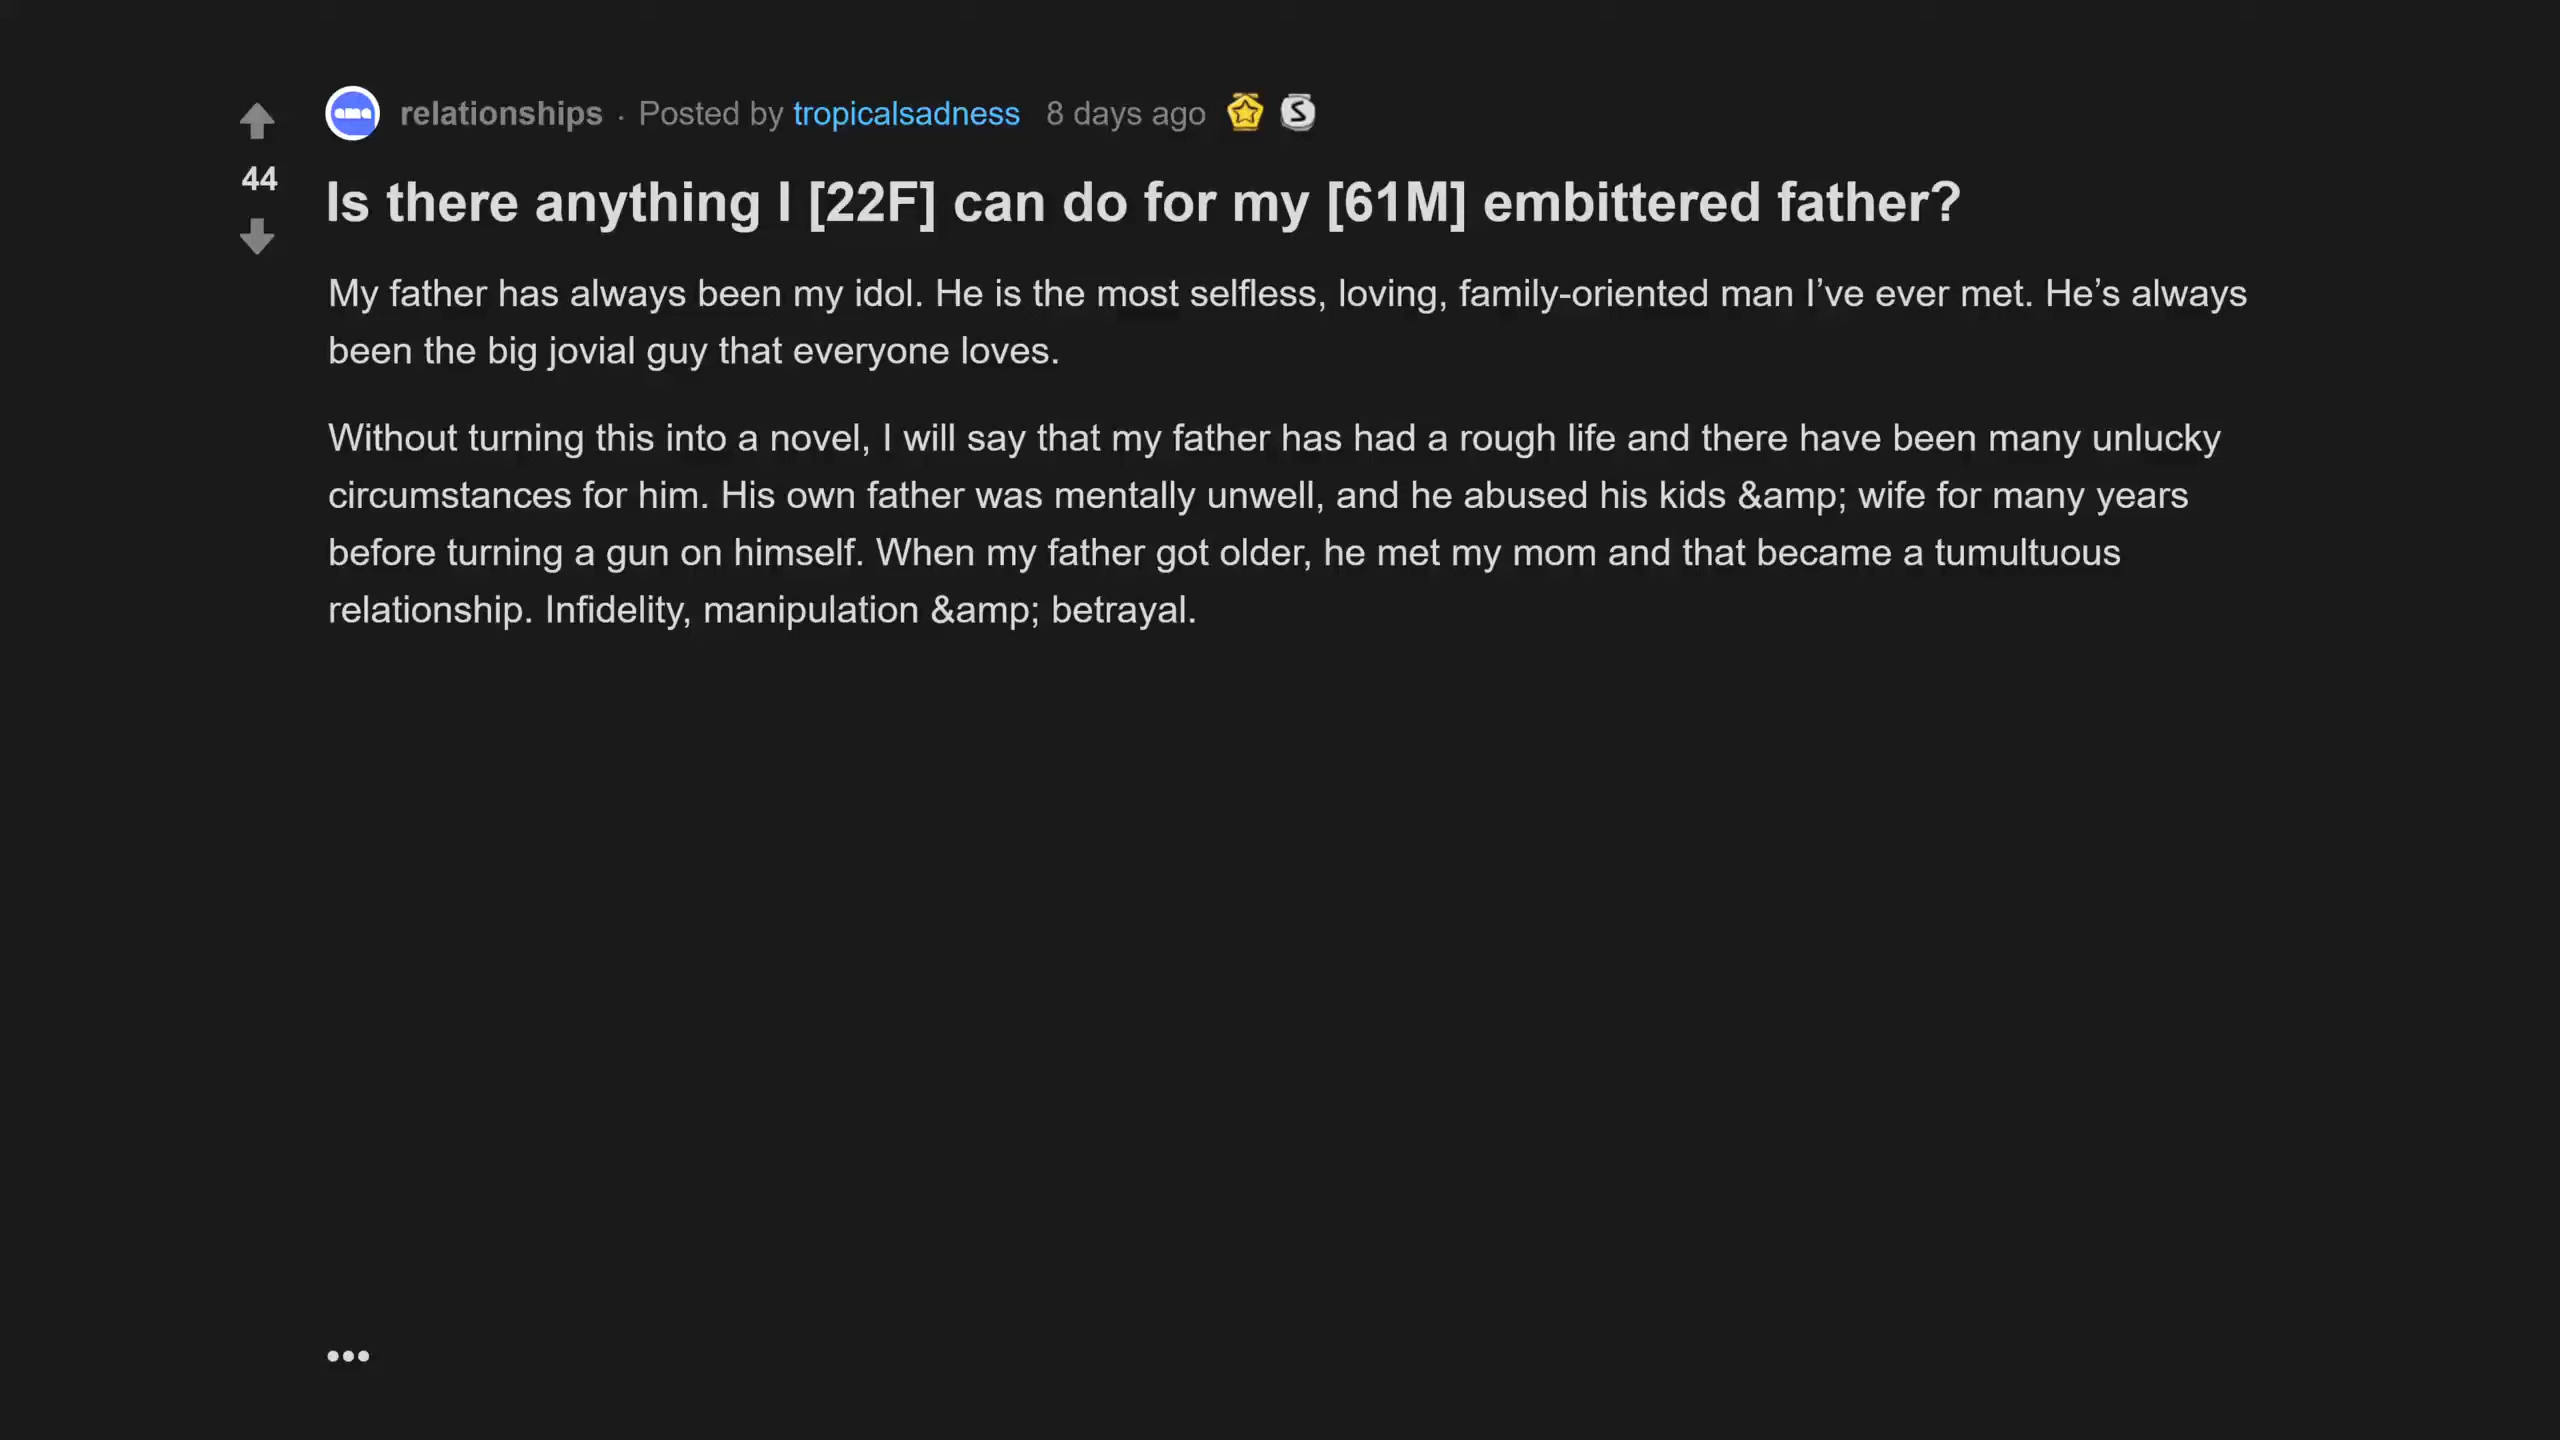 ama relationships · Posted by tropicalsadness 8 days ago S
44
Is there anything I [22F] can do for my [61M] embittered father?
My father has always been my idol. He is the most selfless, loving, family-oriented man I’ve ever met. He’s always
been the big jovial guy that everyone loves.
Without turning this into a novel, I will say that my father has had a rough life and there have been many unlucky
circumstances for him. His own father was mentally unwell, and he abused his kids &amp; wife for many years
before turning a gun on himself. When my father got older, he met my mom and that became a tumultuous
relationship. Infidelity, manipulation &amp; betrayal.